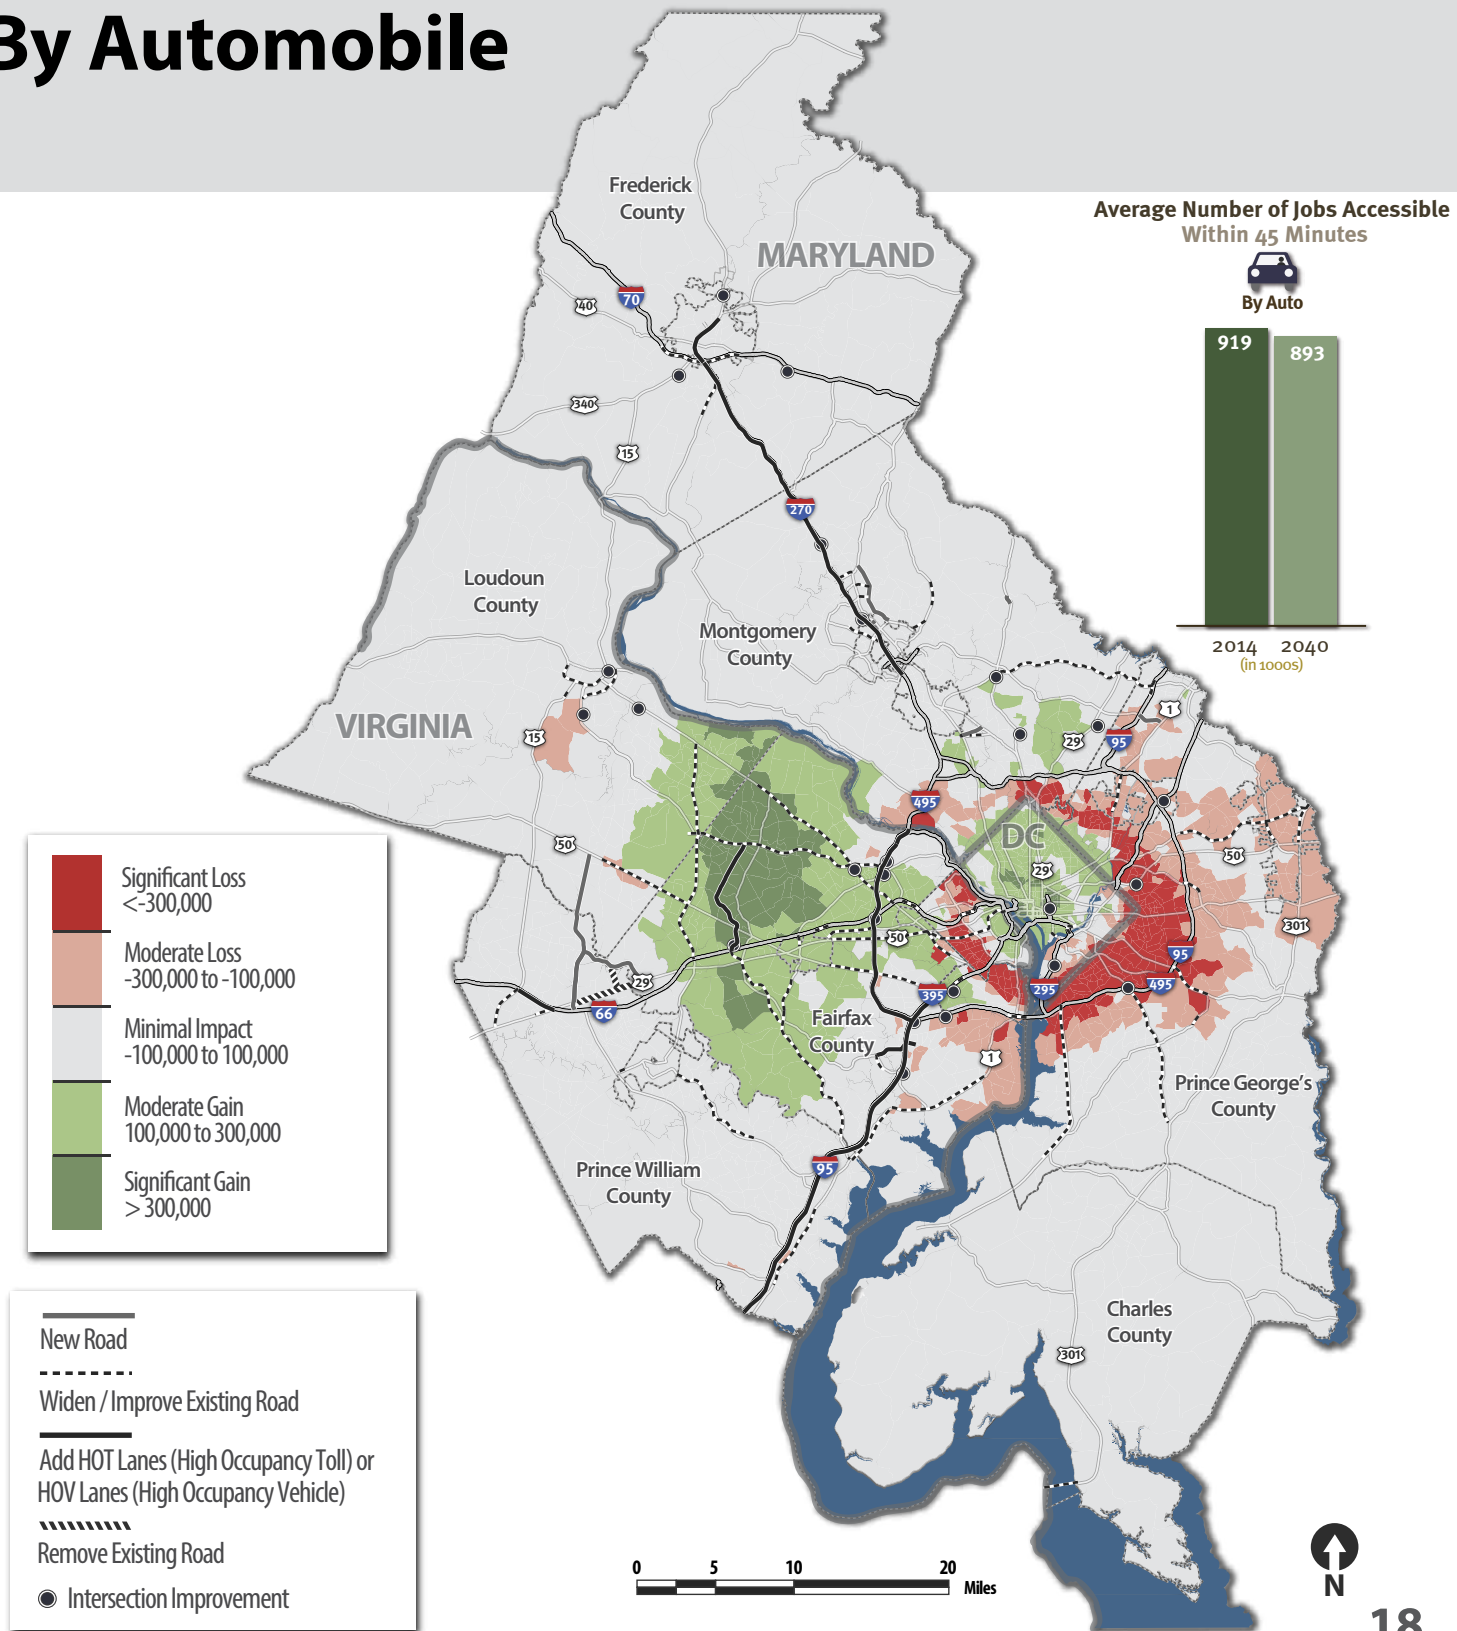 By Automobile
Frederick
County
MARYLAND
70
40
340
15
270
Loudoun
County
Montgomery
County
VIRGINIA
15
1
29
95
495
DC
50
50
29
301
50
95
29
395
295
495
66
Fairfax
County
1
Prince George's
County
95
Prince William
County
Charles
County
301
Average Number of Jobs Accessible
Within 45 Minutes
By Auto
919
893
2014
2040
(in 1000s)
Significant Loss
<-300,000
Moderate Loss
-300,000 to -100,000
Minimal Impact
-100,000 to 100,000
Moderate Gain
100,000 to 300,000
Significant Gain
> 300,000
New Road
Widen / Improve Existing Road
Add HOT Lanes (High Occupancy Toll) or
HOV Lanes (High Occupancy Vehicle)
Remove Existing Road
Intersection Improvement
0 5 10 20
Miles
N
18